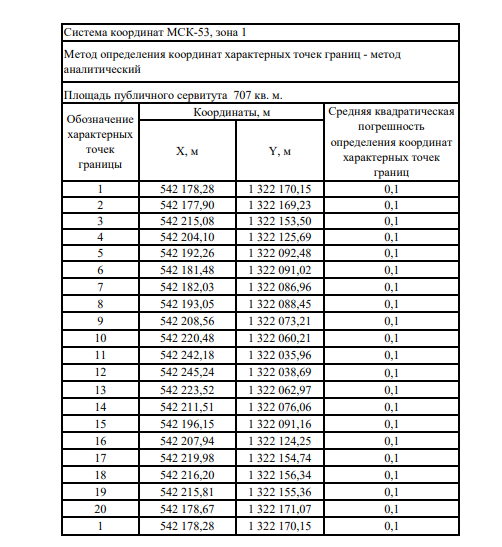 Система координат МСК-53, зона 1
Метод определения координат характерных точек границ - метод
аналитический
Площадь публичного сервитута 707 кв. м.
Обозначение
характерных
точек
границы
Координаты, м
Средняя квадратическая
погрешность
определения координат
характерных точек
границ
X, м
Y, м
1 542 178,28 1 322 170,15 0,1
2 542 177,90 1 322 169,23 0,1
3 542 215,08 1 322 153,50 0,1
4 542 204,10 1 322 125,69 0,1
5 542 192,26 1 322 092,48 0,1
6 542 181,48 1 322 091,02 0,1
7 542 182,03 1 322 086,96 0,1
8 542 193,05 1 322 088,45 0,1
9 542 208,56 1 322 073,21 0,1
10 542 220,48 1 322 060,21 0,1
11 542 242,18 1 322 035,96 0,1
12 542 245,24 1 322 038,69 0,1
13 542 223,52 1 322 062,97 0,1
14 542 211,51 1 322 076,06 0,1
15 542 196,15 1 322 091,16 0,1
16 542 207,94 1 322 124,25 0,1
17 542 219,98 1 322 154,74 0,1
18 542 216,20 1 322 156,34 0,1
19 542 215,81 1 322 155,36 0,1
20 542 178,67 1 322 171,07 0,1
1 542 178,28 1 322 170,15 0,1